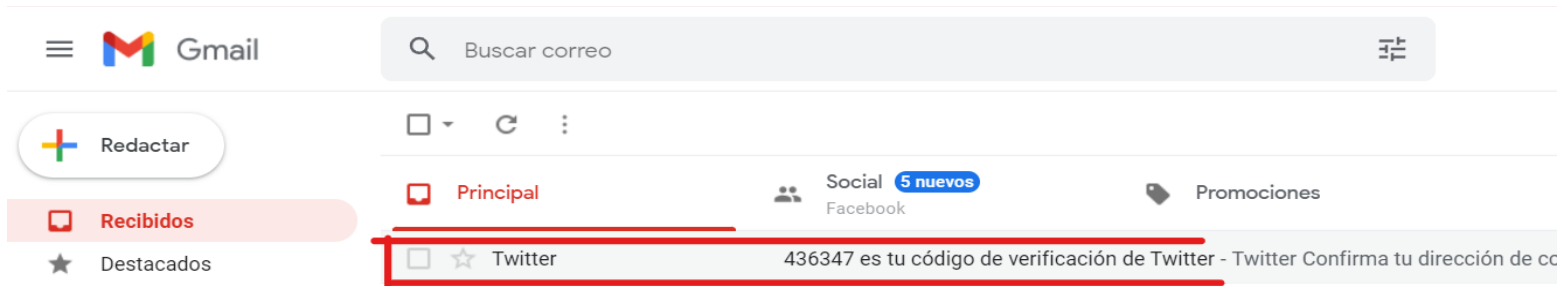 Gmail
Buscar correo
Redactar
Principal
Social 5 nuevos
Facebook
Promociones
Recibidos
Twitter 436347 es tu código de verificación de Twitter - Twitter Confirma tu dirección de
Destacados